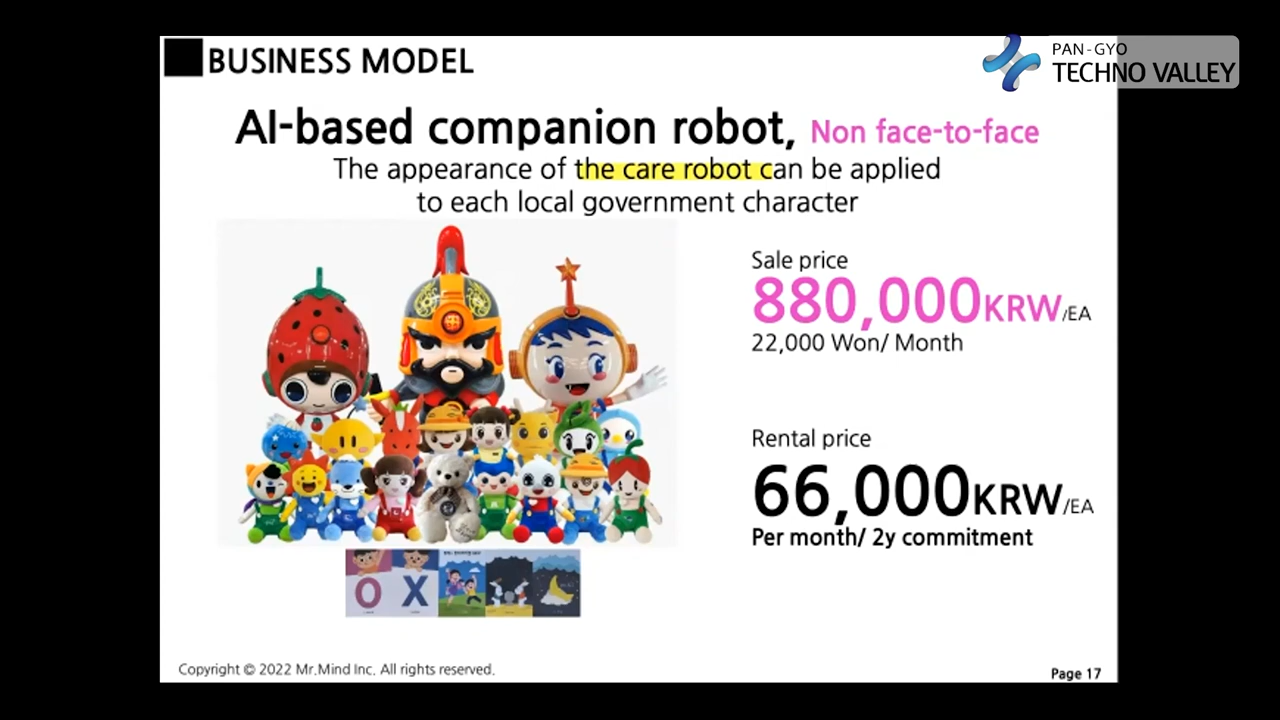 BUSINESS MODEL
PAN-GYO
TECHNO VALLEY
AI-based companion robot, Non face-to-face
The appearance of the care robot can be applied
to each local government character
Sale price
880,000KRW/EA
22,000 Won/ Month
Rental price
66,000KRW/EA
Per month/ 2y commitment
O X
Copyright © 2022 Mr.Mind Inc. All rights reserved.
Page 17